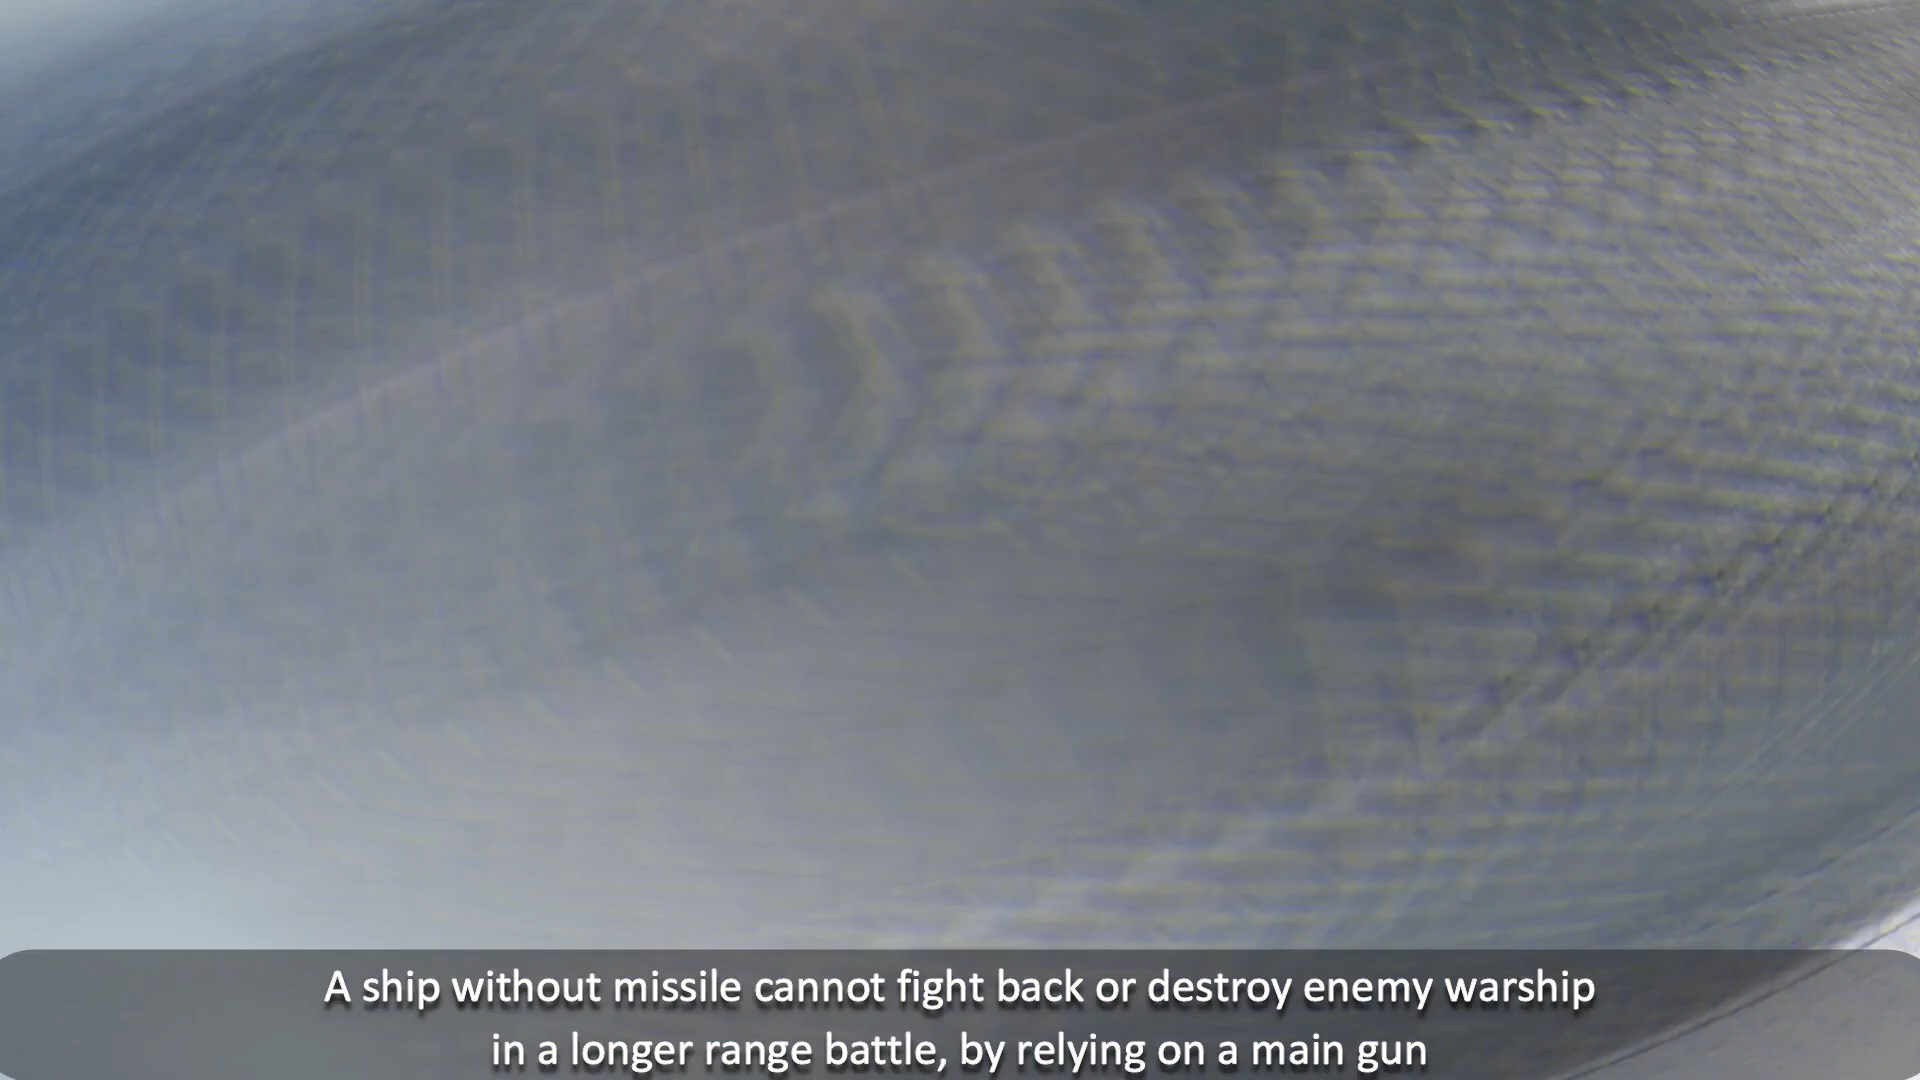 A ship without missile cannot fight back or destroy enemy warship
in a longer range battle, by relying on a main gun